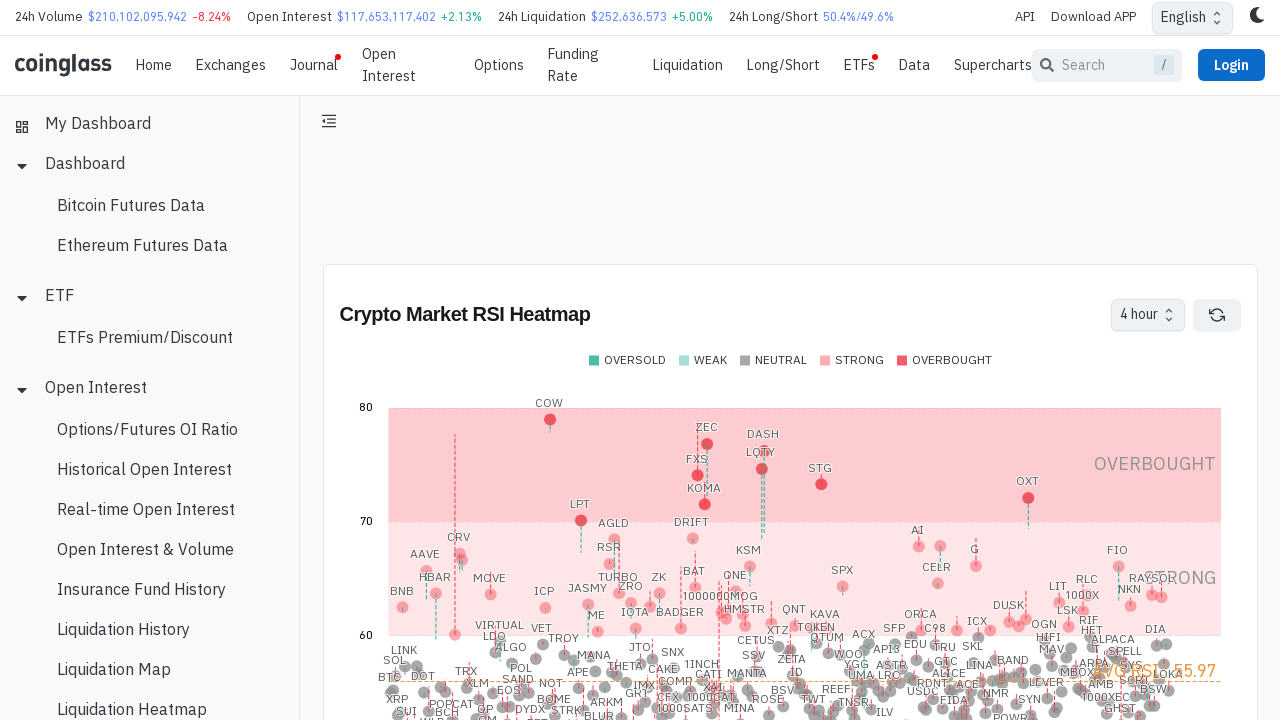 24h Volume $210,102,095,942 -8.24% Open Interest $117,653,117,402 +2.13% 24h Liquidation $252,636,573 +5.00% 24h Long/Short 50.4%/49.6% API Download APP English
coinglass Home Exchanges Journal Open Interest Options Funding Rate Liquidation Long/Short ETFs Data Supercharts Search / Login
My Dashboard
Dashboard
Bitcoin Futures Data
Ethereum Futures Data
ETF
ETFs Premium/Discount
Open Interest
Options/Futures OI Ratio
Historical Open Interest
Real-time Open Interest
Open Interest & Volume
Insurance Fund History
Liquidation History
Liquidation Map
Liquidation Heatmap
Crypto Market RSI Heatmap
4 hour
OVERSOLD WEAK NEUTRAL STRONG OVERBOUGHT
80
COW
ZEC
DASH
LQTY
FXS
STG
OVERBOUGHT
KOMA
OXT
LPT
70
AGLD
DRIFT
AI
CRV
RSR
KSM
G
FIO
AAVE
HBAR
MOVE
TURBO
ZK
BAT
ONE
SPX
CELR
RLC
STRONG
BNB
ICP
JASMY
ZRO
1000000MOG
LIT
1000X
NKN
ME
IOTA
BADGER
HMSTR
QNT
KAVA
ORCA
DUSK
LSK
RIF
60
VIRTUAL
LDO
VET
TROY
CETUS
XTZ
TOKEN
QTUM
ACX
SFP
C98
ICX
OGN
HIFI
HFT
DIA
LINK
ALGO
MANA
JTO
SNX
SSV
ZETA
WOO
API3
EDU
TRU
SKL
MAV
ALPACA
SPELL
SOL
BTC
DOT
TRX
POL
SAND
APE
THETA
CAKE
1INCH
CATI
MANTA
ID
YGG
UMA
ASTR
LRC
GTC
ALICE
LINA
BAND
SYS
AVG RSI: 55.97
XRP
XLM
EOS
NOT
IMX
COMP
XAI
BSV
REEF
RDNT
ACE
LEVER
MBOX
AMB
SUI
POPCAT
BCH
OP
BOME
DYDX
STRK
ARKM
GRT
1000SATS
MINA
ROSE
TWT
TNSR
USDC
ILV
FIDA
NMR
SYN
1000XEC
BSW
GHST
BLUR
POWR